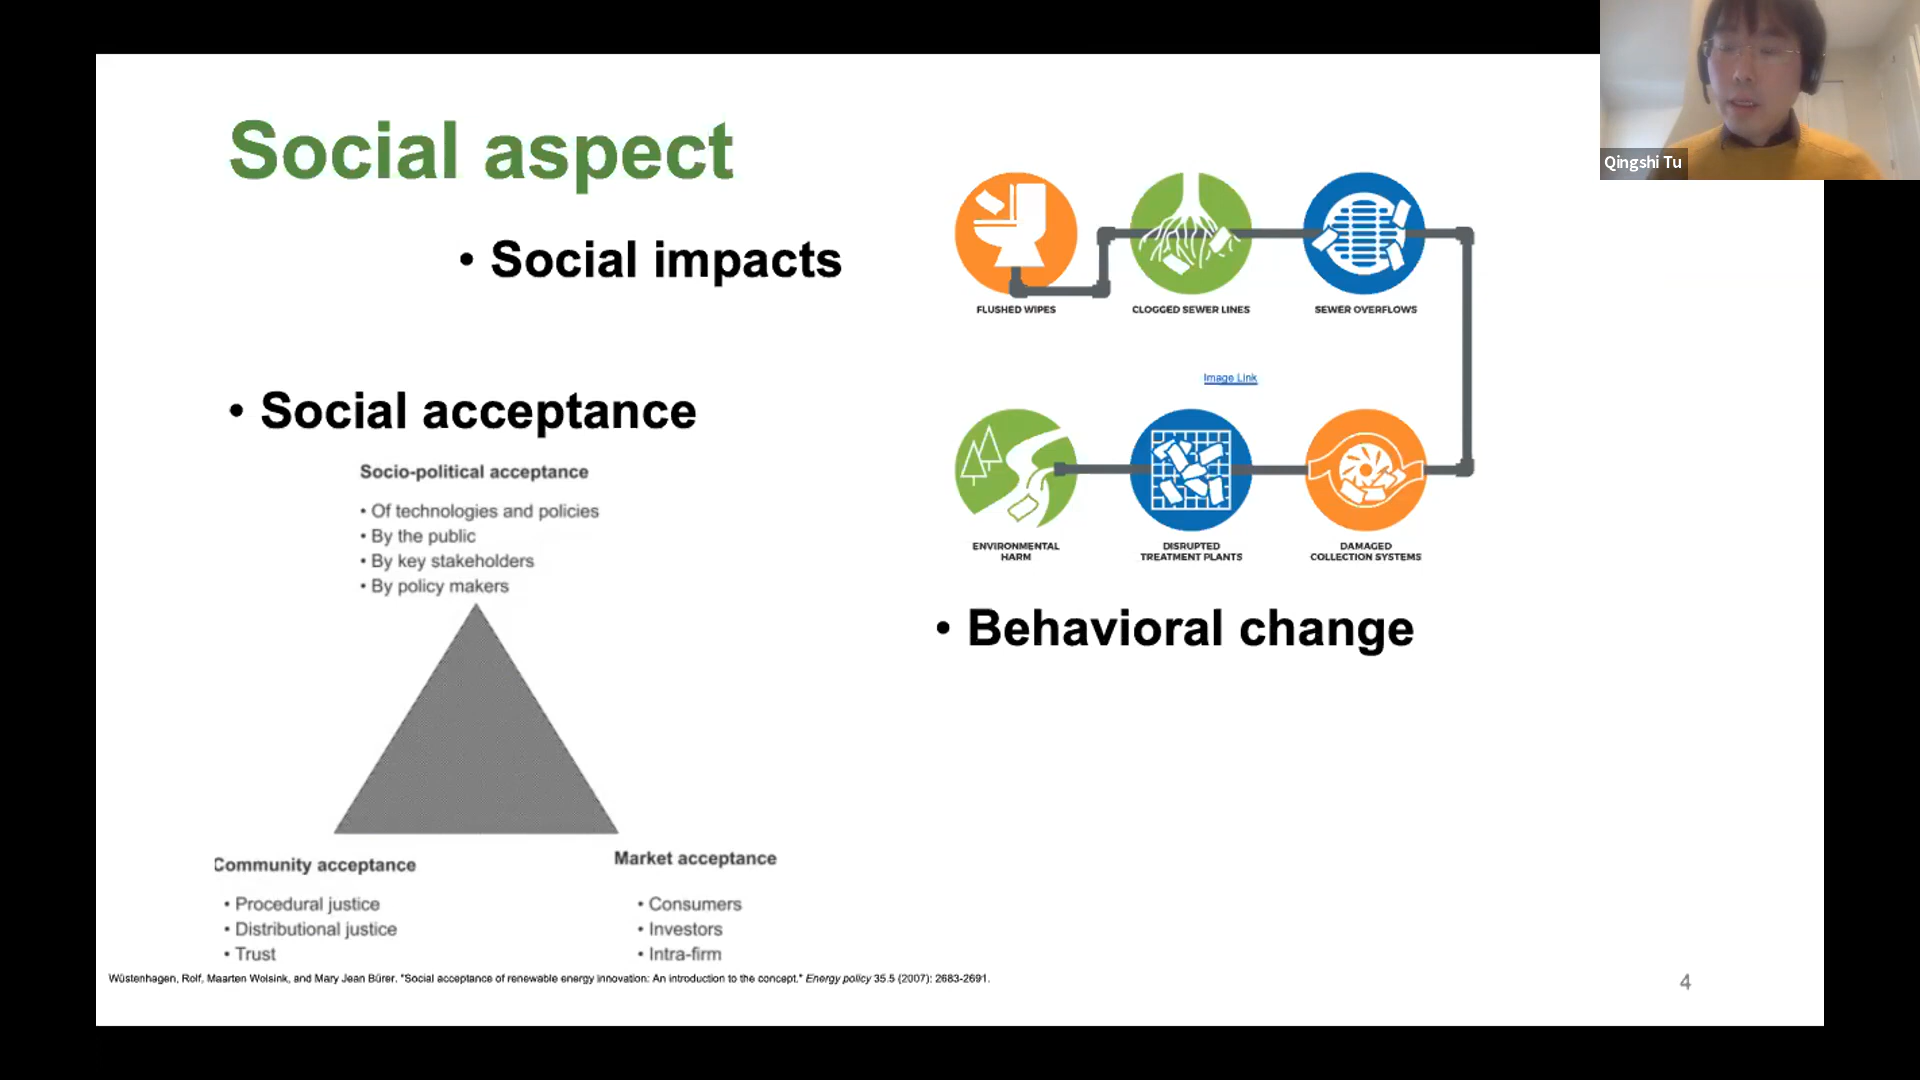 Social aspect
• Social impacts
• Social acceptance
Socio-political acceptance
• Of technologies and policies
• By the public
• By key stakeholders
• By policy makers
Community acceptance
• Procedural justice
• Distributional justice
• Trust
Market acceptance
• Consumers
• Investors
• Intra-firm
Wüstenhagen, Rolf, Maarten Wolsink, and Mary Jean Bürer. "Social acceptance of renewable energy innovation: An introduction to the concept." Energy policy 35.5 (2007): 2683-2691.
FLUSHED WIPES
CLOGGED SEWER LINES
SEWER OVERFLOWS
Image Link
ENVIRONMENTAL
HARM
DISRUPTED
TREATMENT PLANTS
DAMAGED
COLLECTION SYSTEMS
• Behavioral change
4
Qingshi Tu